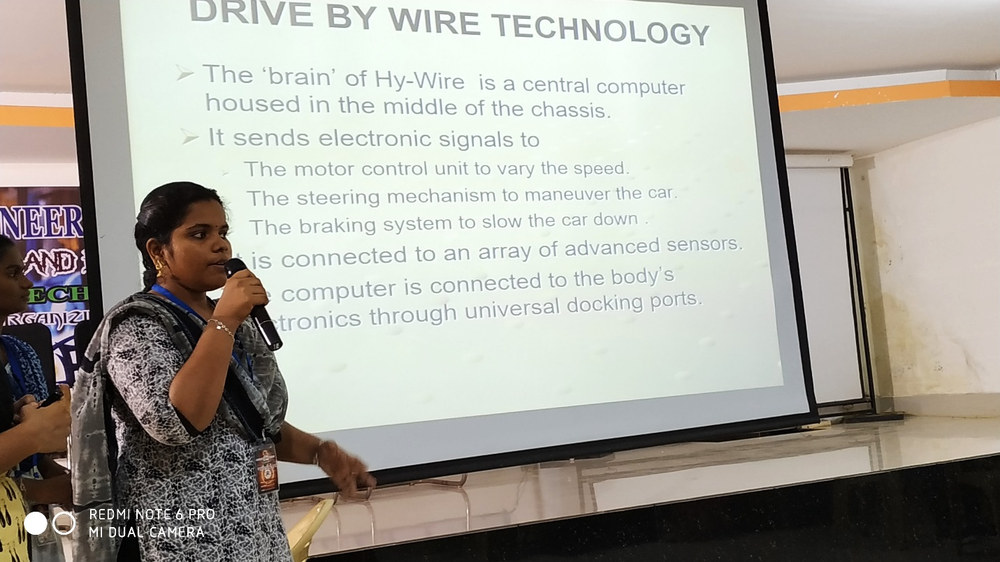 DRIVE BY WIRE TECHNOLOGY
The ‘brain’ of Hy-Wire is a central computer
housed in the middle of the chassis.
It sends electronic signals to
The motor control unit to vary the speed.
The steering mechanism to maneuver the car.
The braking system to slow the car down .
is connected to an array of advanced sensors.
computer is connected to the body’s
ctronics through universal docking ports.
NEER
AND
ECH
RGANIZI
REDMI NOTE 6 PRO
MI DUAL CAMERA